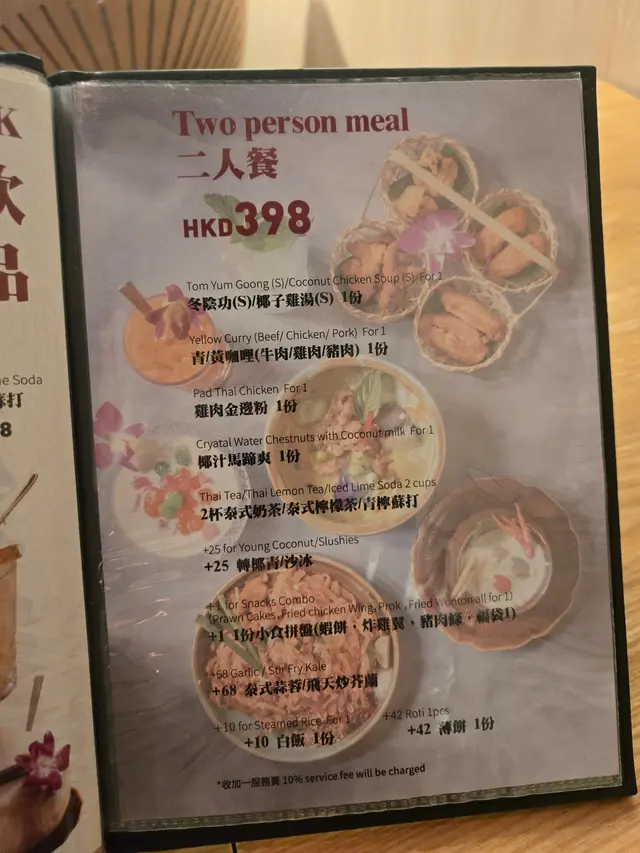 K
飲
品
Soda
蘇打
8
Two person meal
二人餐
HKD398
Tom Yum Goong (S)/Coconut Chicken Soup (S) For 1
冬陰功(S)/椰子雞湯(S) 1份
Yellow Curry (Beef/ Chicken/ Pork) For 1
青/黃咖哩(牛肉/雞肉/豬肉) 1份
Pad Thai Chicken For 1
雞肉金邊粉 1份
Cryatal Water Chestnuts with Coconut milk For 1
椰汁馬蹄爽 1份
Thai Tea/Thai Lemon Tea/Iced Lime Soda 2 cups
2杯泰式奶茶/泰式檸檬茶/青檸蘇打
+25 for Young Coconut/Slushies
+25 轉椰青/沙冰
+1 for Snacks Combo
(Prawn Cakes, Fried chicken Wing, Prok , Fried Wonton all for 1)
+1 1份小食拼盤(蝦餅，炸雞翼，豬肉條，福袋1)
+68 Garlic / Stir Fry Kale
+68 泰式蒜蓉/飛天炒芥蘭
+10 for Steamed Rice For 1
+10 白飯 1份
+42 Roti 1pcs
+42 薄餅 1份
*收加一服務費 10% service fee will be charged